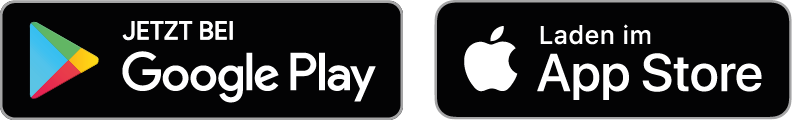 JETZT BEI
Google Play
Laden im
App Store